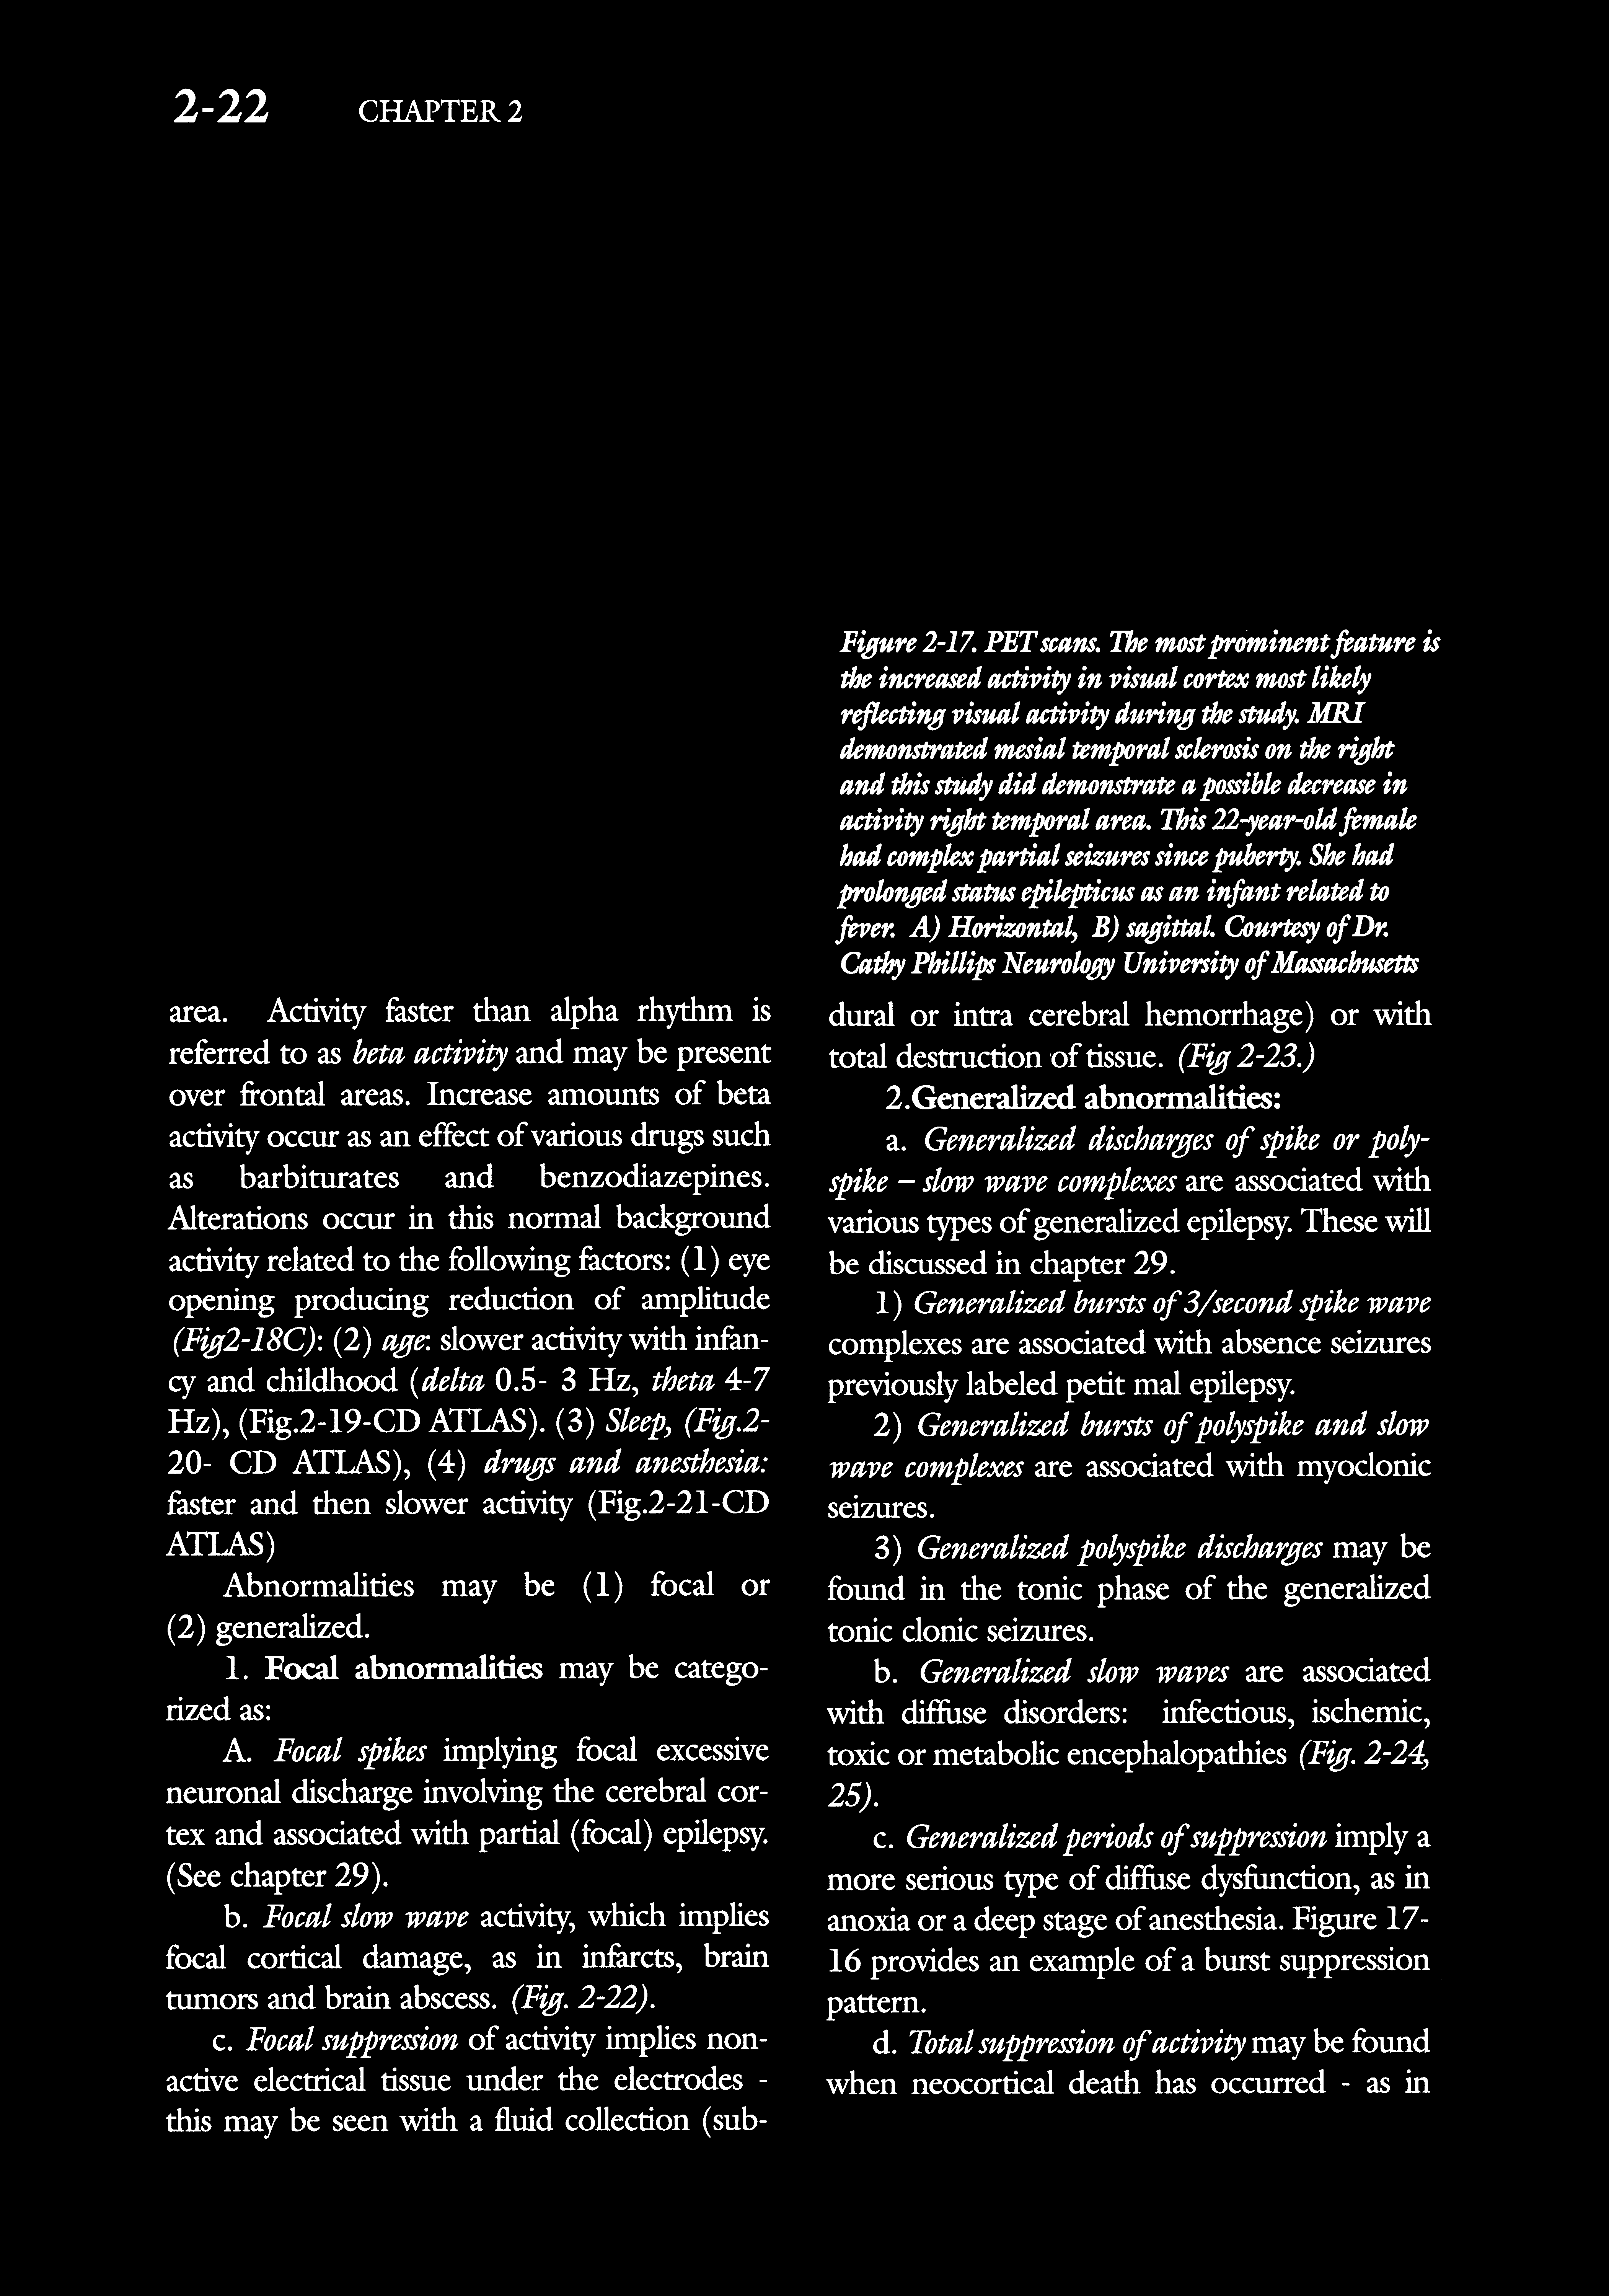 2-22 CHAPTER 2
Figure 2-17. PET scans. The most prominent feature is
the increased activity in visual cortex most likely
reflecting visual activity during the study. MRI
demonstrated mesial temporal sclerosis on the right
and this study did demonstrate a possible decrease in
activity right temporal area. This 22-year-old female
had complex partial seizures since puberty. She had
prolonged status epilepticus as an infant related to
fever. A) Horizontal, B) sagittal. Courtesy of Dr.
Cathy Phillips Neurology University of Massachusetts
area. Activity faster than alpha rhythm is
referred to as beta activity and may be present
over frontal areas. Increase amounts of beta
activity occur as an effect of various drugs such
as barbiturates and benzodiazepines.
Alterations occur in this normal background
activity related to the following factors: (1) eye
opening producing reduction of amplitude
(Fig2-18C): (2) age: slower activity with infan-
cy and childhood (delta 0.5- 3 Hz, theta 4-7
Hz), (Fig.2-19-CD ATLAS). (3) Sleep, (Fig.2-
20- CD ATLAS), (4) drugs and anesthesia:
faster and then slower activity (Fig.2-21-CD
ATLAS)
Abnormalities may be (1) focal or
(2) generalized.
1. Focal abnormalities may be catego-
rized as:
A. Focal spikes implying focal excessive
neuronal discharge involving the cerebral cor-
tex and associated with partial (focal) epilepsy.
(See chapter 29).
b. Focal slow wave activity, which implies
focal cortical damage, as in infarcts, brain
tumors and brain abscess. (Fig. 2-22).
c. Focal suppression of activity implies non-
active electrical tissue under the electrodes -
this may be seen with a fluid collection (sub-
dural or intra cerebral hemorrhage) or with
total destruction of tissue. (Fig 2-23.)
2.Generalized abnormalities:
a. Generalized discharges of spike or poly-
spike – slow wave complexes are associated with
various types of generalized epilepsy. These will
be discussed in chapter 29.
1) Generalized bursts of 3/second spike wave
complexes are associated with absence seizures
previously labeled petit mal epilepsy.
2) Generalized bursts of polyspike and slow
wave complexes are associated with myoclonic
seizures.
3) Generalized polyspike discharges may be
found in the tonic phase of the generalized
tonic clonic seizures.
b. Generalized slow waves are associated
with diffuse disorders: infectious, ischemic,
toxic or metabolic encephalopathies (Fig. 2-24,
25).
c. Generalized periods of suppression imply a
more serious type of diffuse dysfunction, as in
anoxia or a deep stage of anesthesia. Figure 17-
16 provides an example of a burst suppression
pattern.
d. Total suppression of activity may be found
when neocortical death has occurred - as in